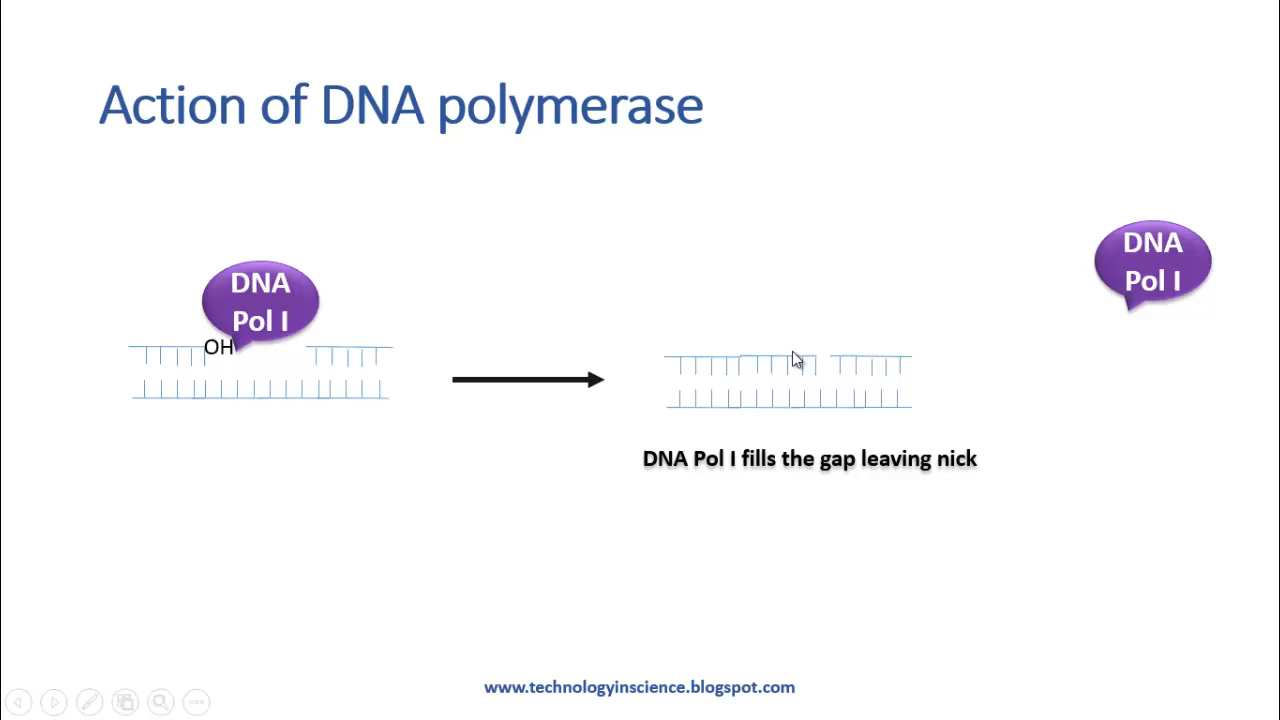 Action of DNA polymerase
DNA
Pol I
OH
DNA
Pol I
DNA Pol I fills the gap leaving nick
www.technologyinscience.blogspot.com